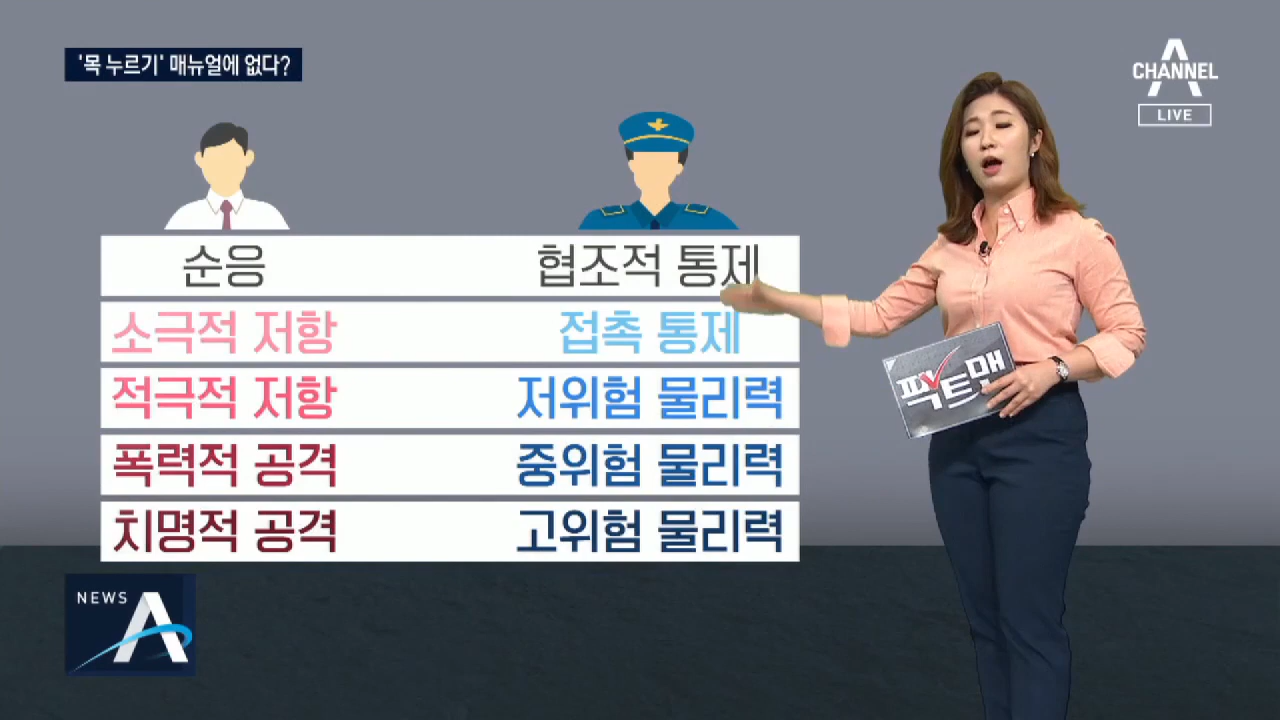 '목 누르기' 매뉴얼에 없다?
CHANNEL A
LIVE
순응 협조적 통제
소극적 저항 접촉 통제
적극적 저항 저위험 물리력
폭력적 공격 중위험 물리력
치명적 공격 고위험 물리력
팩트맨
NEWS A